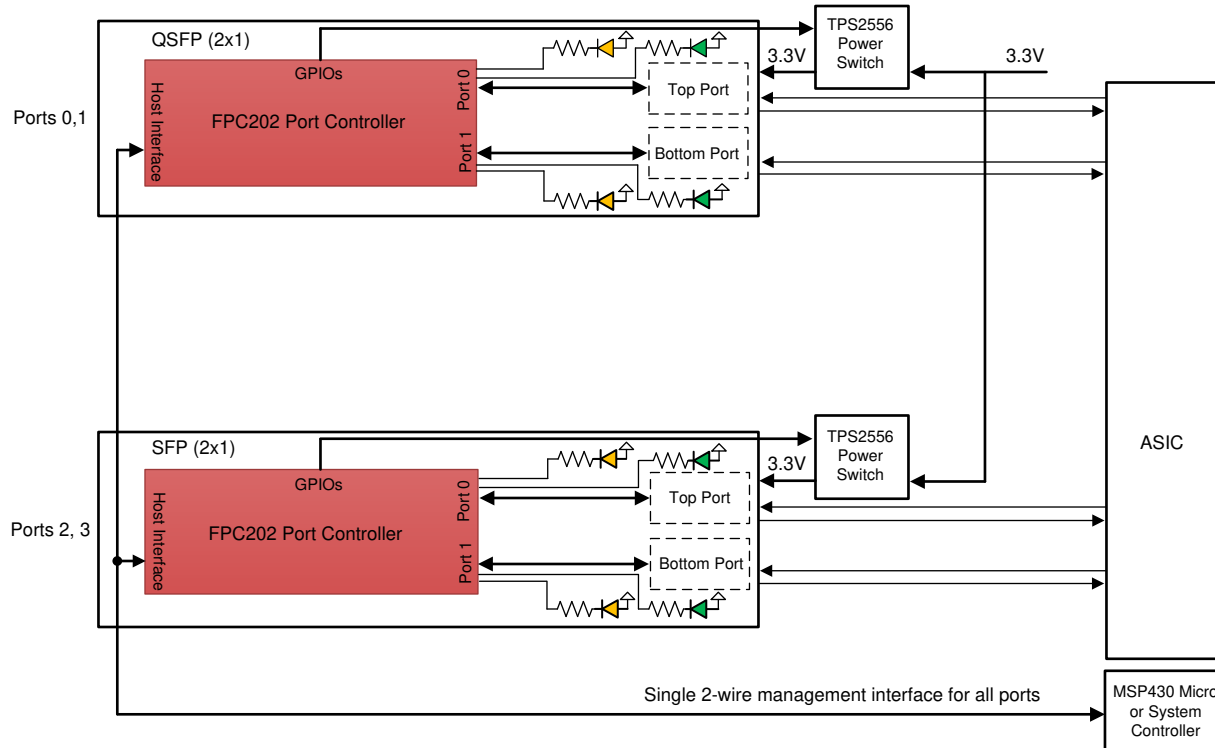 QSFP (2x1)
TPS2556
Power
Switch
3.3V
3.3V
GPIOs
Port 0
Top Port
Ports 0,1
Host Interface
FPC202 Port Controller
Port 1
Bottom Port
ASIC
SFP (2x1)
TPS2556
Power
Switch
3.3V
GPIOs
Port 0
Top Port
Ports 2, 3
Host Interface
FPC202 Port Controller
Port 1
Bottom Port
Single 2-wire management interface for all ports
MSP430 Micro
or System
Controller